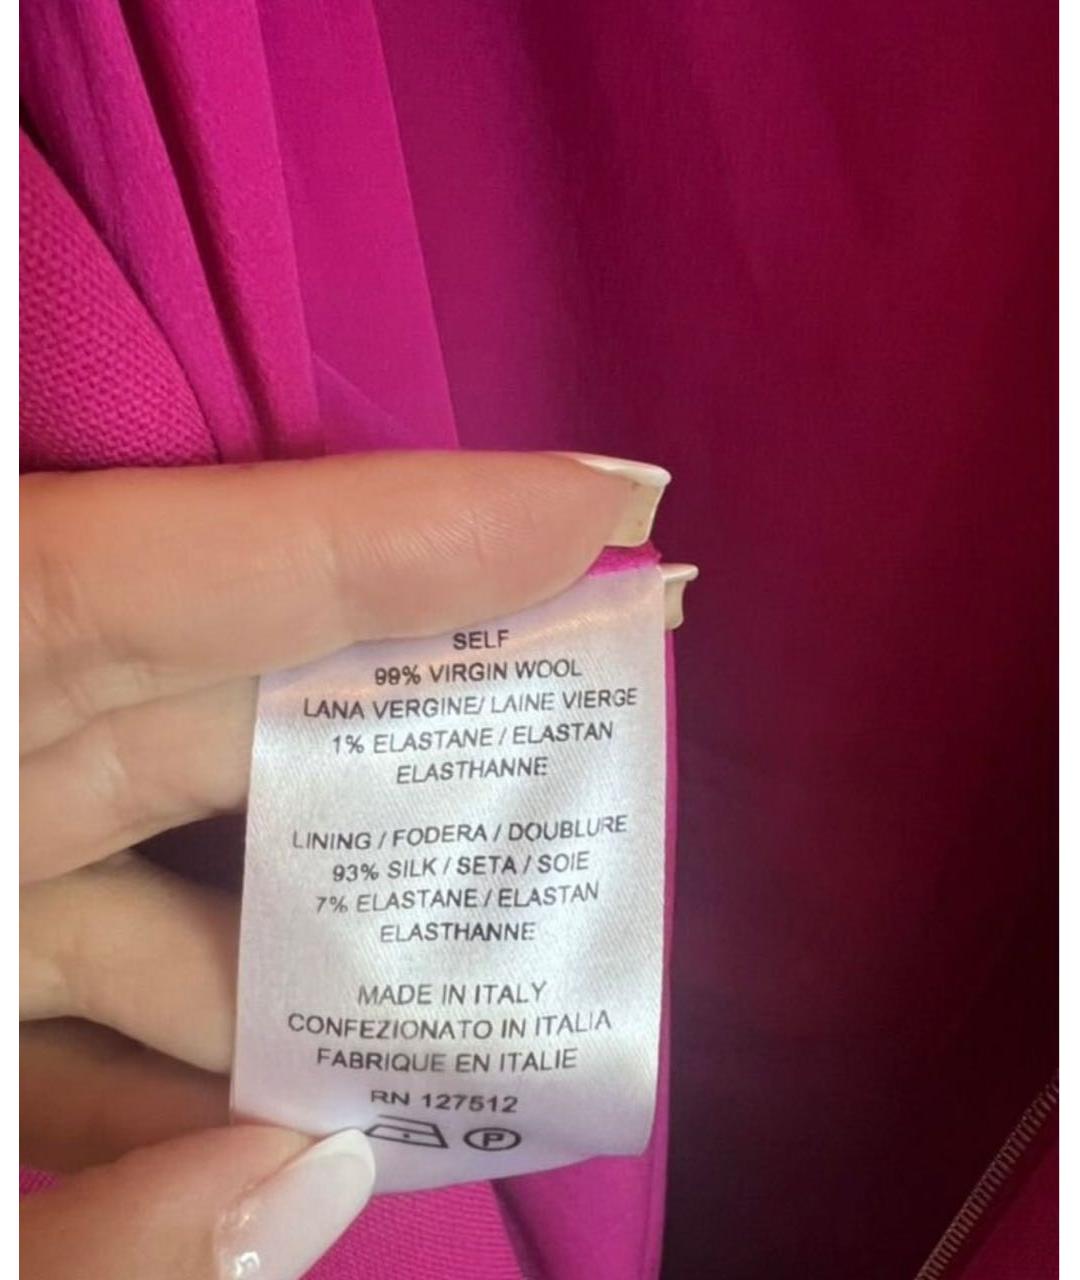 SELF
99% VIRGIN WOOL
LANA VERGINE/ LAINE VIERGE
1% ELASTANE / ELASTAN
ELASTHANNE
LINING / FODERA / DOUBLURE
93% SILK / SETA / SOIE
7% ELASTANE / ELASTAN
ELASTHANNE
MADE IN ITALY
CONFEZIONATO IN ITALIA
FABRIQUE EN ITALIE
RN 127512
P